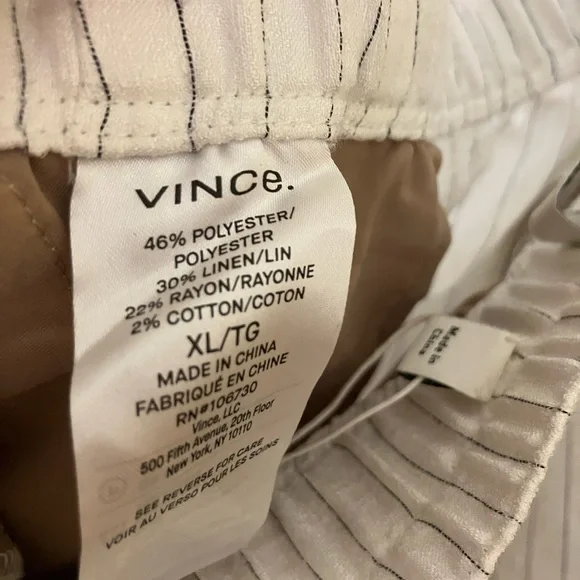 VINCe.
46% POLYESTER/
POLYESTER
30% LINEN/LIN
22% RAYON/RAYONNE
2% COTTON/COTON
XL/TG
MADE IN CHINA
FABRIQUÉ EN CHINE
RN#106730
Vince, LLC
500 Fifth Avenue, 20th Floor
New York, NY 10110
SEE REVERSE FOR CARE
VOIR AU VERSO POUR LES SOINS
Made in
China